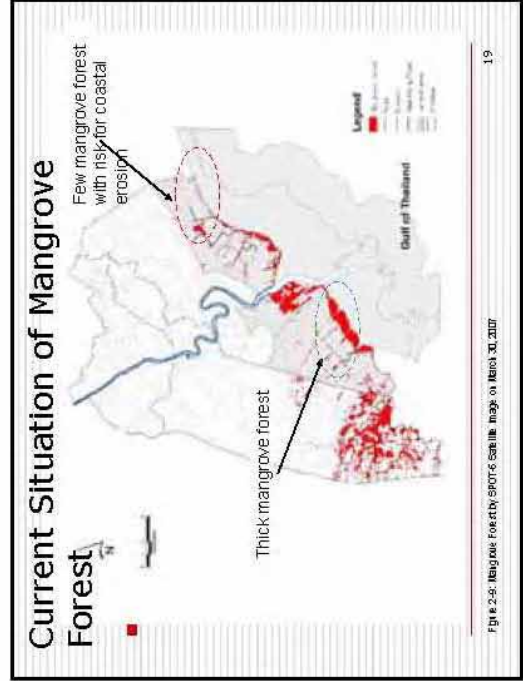 Current Situation of Mangrove
Forest
N
Few mangrove forest
with risk for coastal
erosion
Thick mangrove forest
Legend
Gulf of Thailand
Figure 2-9: Mangrove Forest by SPOT-5 Satellite Image on March 30, 2007
19